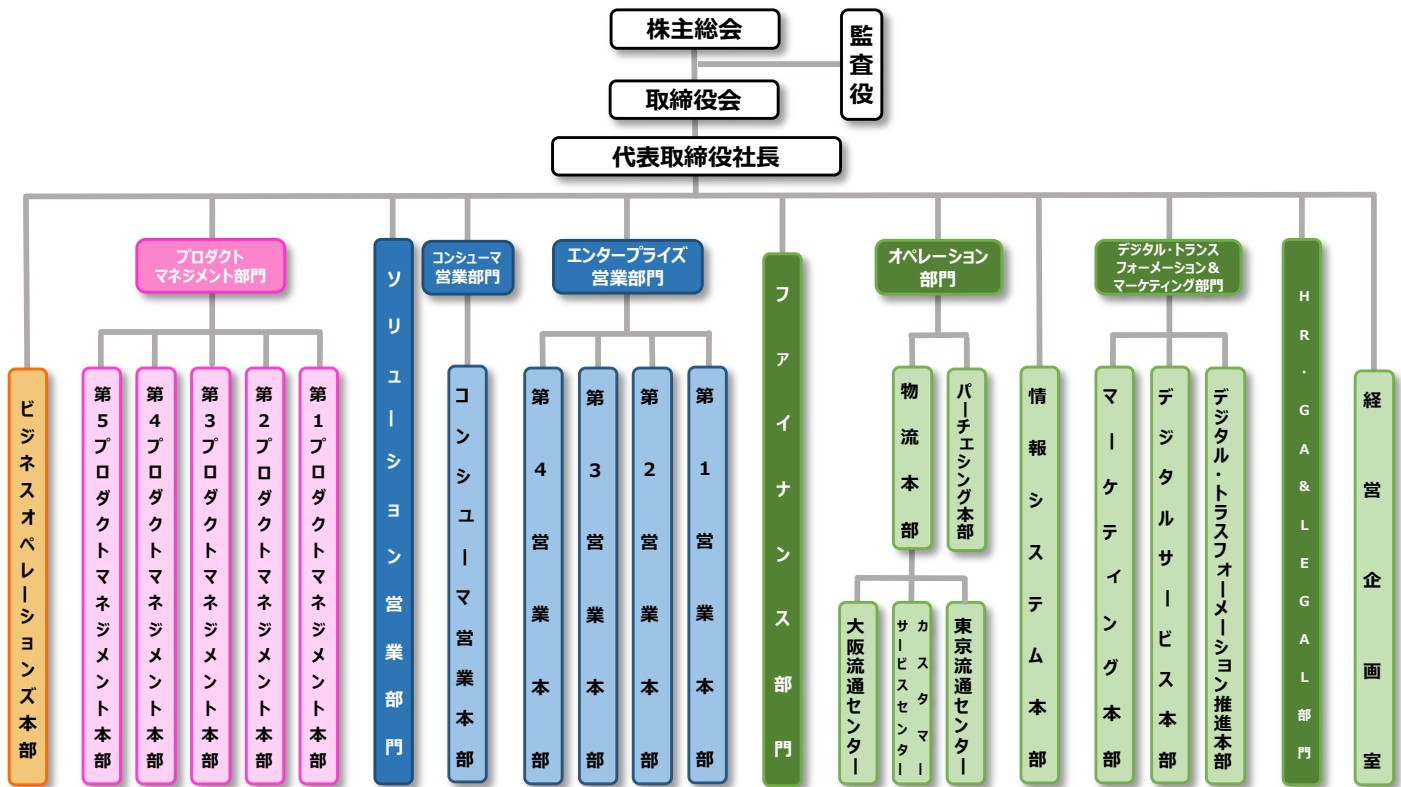 株主総会
監査役
取締役会
代表取締役社長
プロダクト
マネジメント部門
ソリューション営業部門
コンシューマ
営業部門
エンタープライズ
営業部門
ファイナンス部門
オペレーション
部門
デジタル・トランス
フォーメーション&
マーケティング部門
HR・GA&LEGAL部門
ビジネスオペレーションズ本部
第5プロダクトマネジメント本部
第4プロダクトマネジメント本部
第3プロダクトマネジメント本部
第2プロダクトマネジメント本部
第1プロダクトマネジメント本部
コンシューマ営業本部
第4営業本部
第3営業本部
第2営業本部
第1営業本部
物流本部
パーチェシング本部
情報システム本部
マーケティング本部
デジタルサービス本部
デジタル・トラスフォーメーション推進本部
経営企画室
大阪流通センター
カスタマー
サービスセンター
東京流通センター